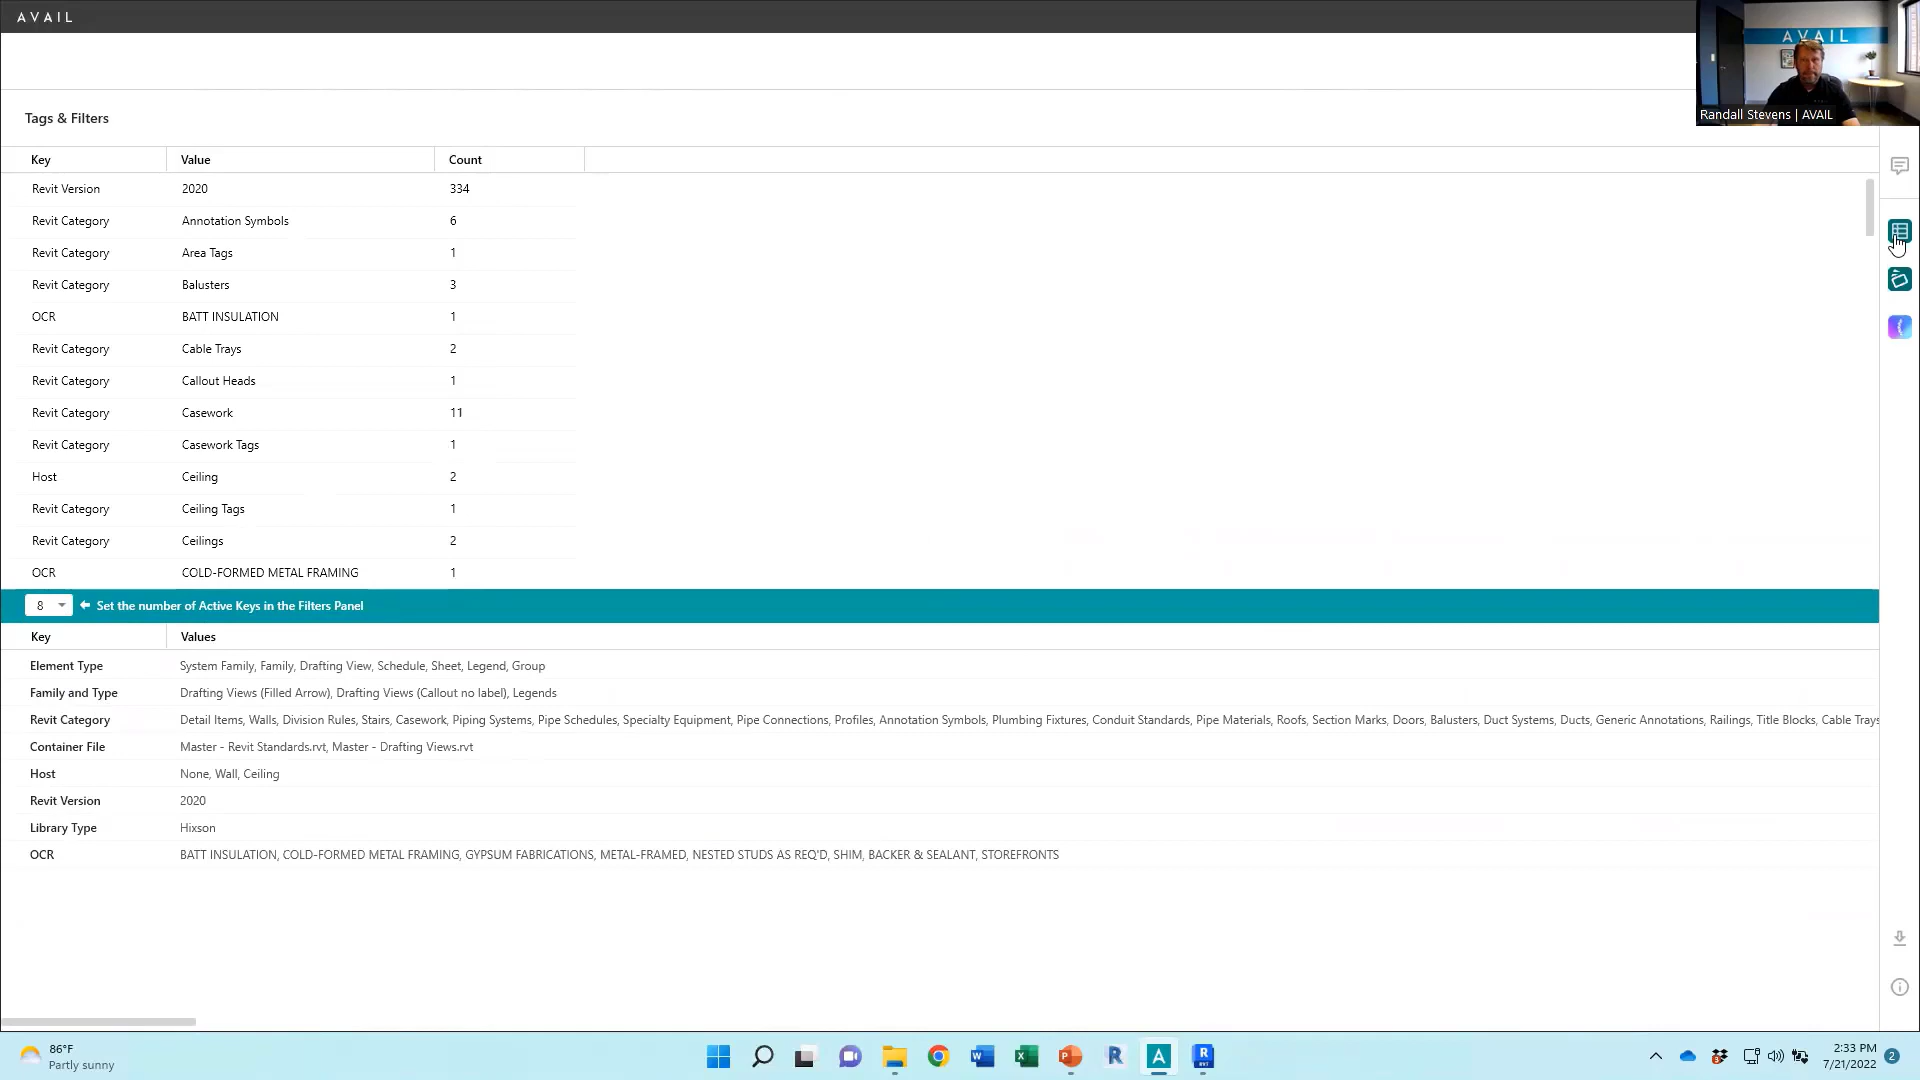 AVAIL
AVAIL
Randall Stevens | AVAIL
Tags & Filters
Key Value Count
Revit Version 2020 334
Revit Category Annotation Symbols 6
Revit Category Area Tags 1
Revit Category Balusters 3
OCR BATT INSULATION 1
Revit Category Cable Trays 2
Revit Category Callout Heads 1
Revit Category Casework 11
Revit Category Casework Tags 1
Host Ceiling 2
Revit Category Ceiling Tags 1
Revit Category Ceilings 2
OCR COLD-FORMED METAL FRAMING 1
8 Set the number of Active Keys in the Filters Panel
Key Values
Element Type System Family, Family, Drafting View, Schedule, Sheet, Legend, Group
Family and Type Drafting Views (Filled Arrow), Drafting Views (Callout no label), Legends
Revit Category Detail Items, Walls, Division Rules, Stairs, Casework, Piping Systems, Pipe Schedules, Specialty Equipment, Pipe Connections, Profiles, Annotation Symbols, Plumbing Fixtures, Conduit Standards, Pipe Materials, Roofs, Section Marks, Doors, Balusters, Duct Systems, Ducts, Generic Annotations, Railings, Title Blocks, Cable Trays
Container File Master - Revit Standards.rvt, Master - Drafting Views.rvt
Host None, Wall, Ceiling
Revit Version 2020
Library Type Hixson
OCR BATT INSULATION, COLD-FORMED METAL FRAMING, GYPSUM FABRICATIONS, METAL-FRAMED, NESTED STUDS AS REQ'D, SHIM, BACKER & SEALANT, STOREFRONTS
86°F
Partly sunny
2:33 PM
7/21/2022 2